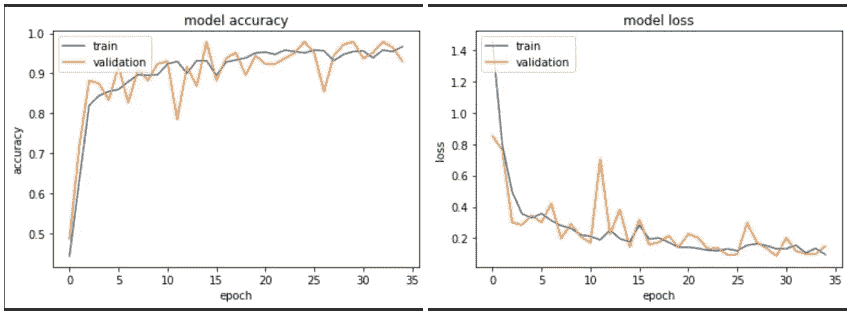 model accuracy
1.0
0.9
0.8
0.7
0.6
0.5
accuracy
train
validation
0
5
10
15
20
25
30
35
epoch
model loss
1.4
1.2
1.0
0.8
0.6
0.4
0.2
loss
train
validation
0
5
10
15
20
25
30
35
epoch